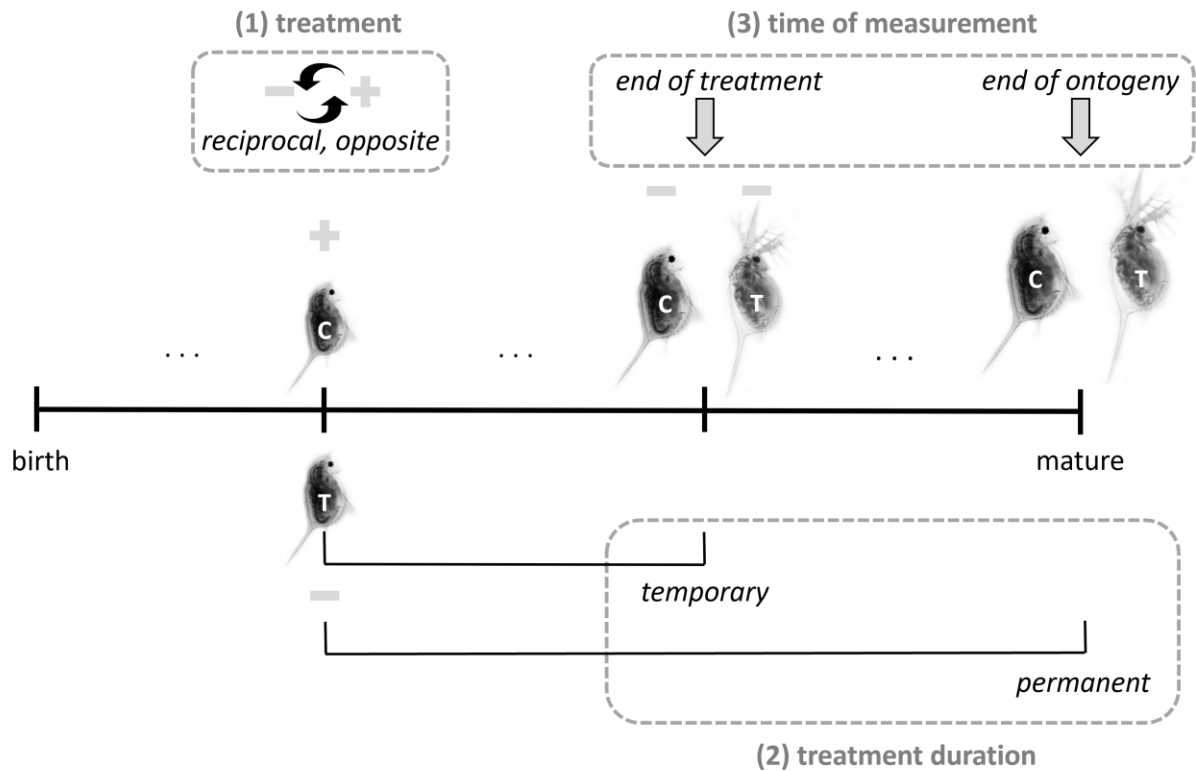 (1) treatment
(3) time of measurement
reciprocal, opposite
end of treatment
end of ontogeny
C
C
T
C
T
. . .
. . .
. . .
birth
mature
T
temporary
permanent
(2) treatment duration